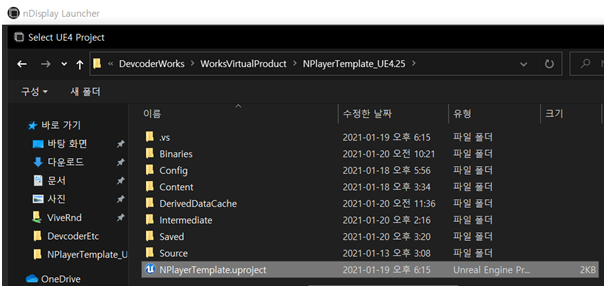 nDisplay Launcher
Select UE4 Project
« DevcoderWorks > WorksVirtualProduct > NPlayerTemplate_UE4.25 >
구성 새 폴더
이름 수정한 날짜 유형 크기
바로 가기
바탕 화면
다운로드
문서
사진
ViveRnd
DevcoderEtc
NPlayerTemplate_U
OneDrive
.vs 2021-01-19 오후 6:15 파일 폴더
Binaries 2021-01-20 오전 10:21 파일 폴더
Config 2021-01-18 오후 5:56 파일 폴더
Content 2021-01-18 오후 3:34 파일 폴더
DerivedDataCache 2021-01-20 오전 11:36 파일 폴더
Intermediate 2021-01-20 오후 2:16 파일 폴더
Saved 2021-01-20 오후 3:20 파일 폴더
Source 2021-01-13 오후 3:08 파일 폴더
NPlayerTemplate.uproject 2021-01-19 오후 6:15 Unreal Engine Pr... 2KB